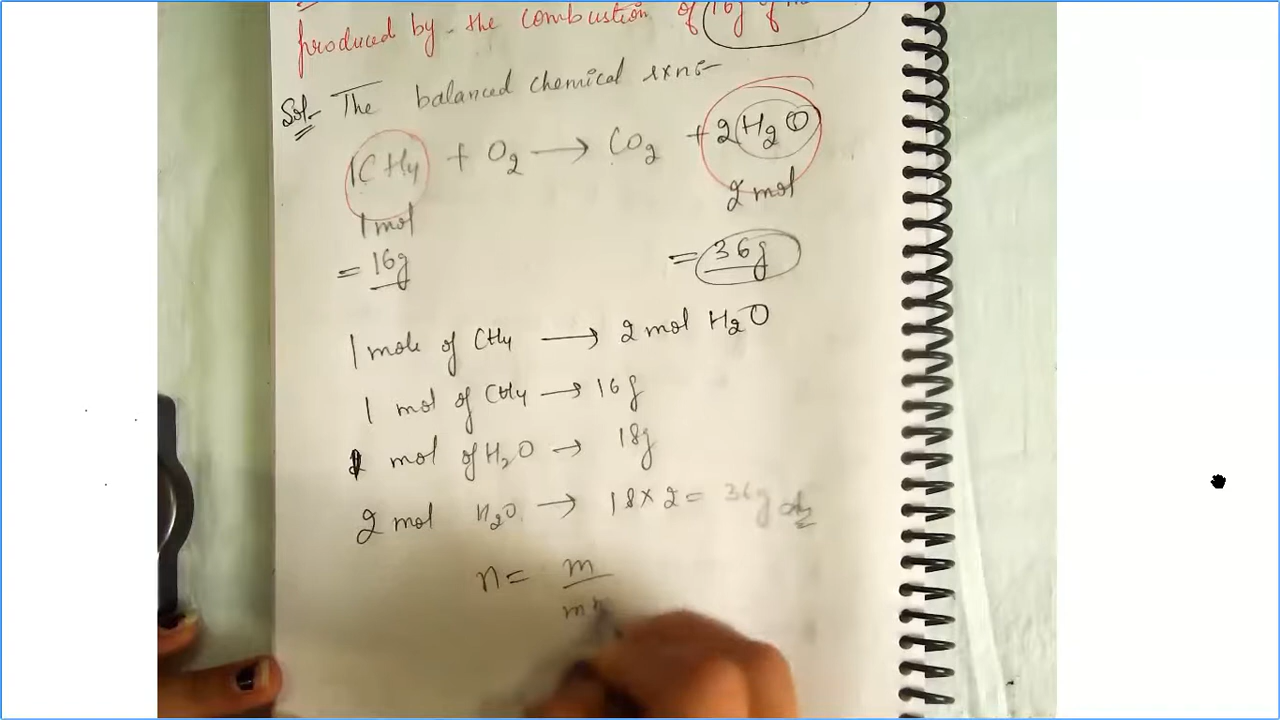 produced by the combustion of 16g of
Sol- The balanced chemical rxn:-
1CH4 + O2 → CO2 + 2H2O
1mol 2 mol
= 16g = 36g
1 mole of CH4 → 2 mol H2O
1 mol of CH4 → 16g
1 mol of H2O → 18g
2 mol H2O → 18×2 = 36g
n = m
m